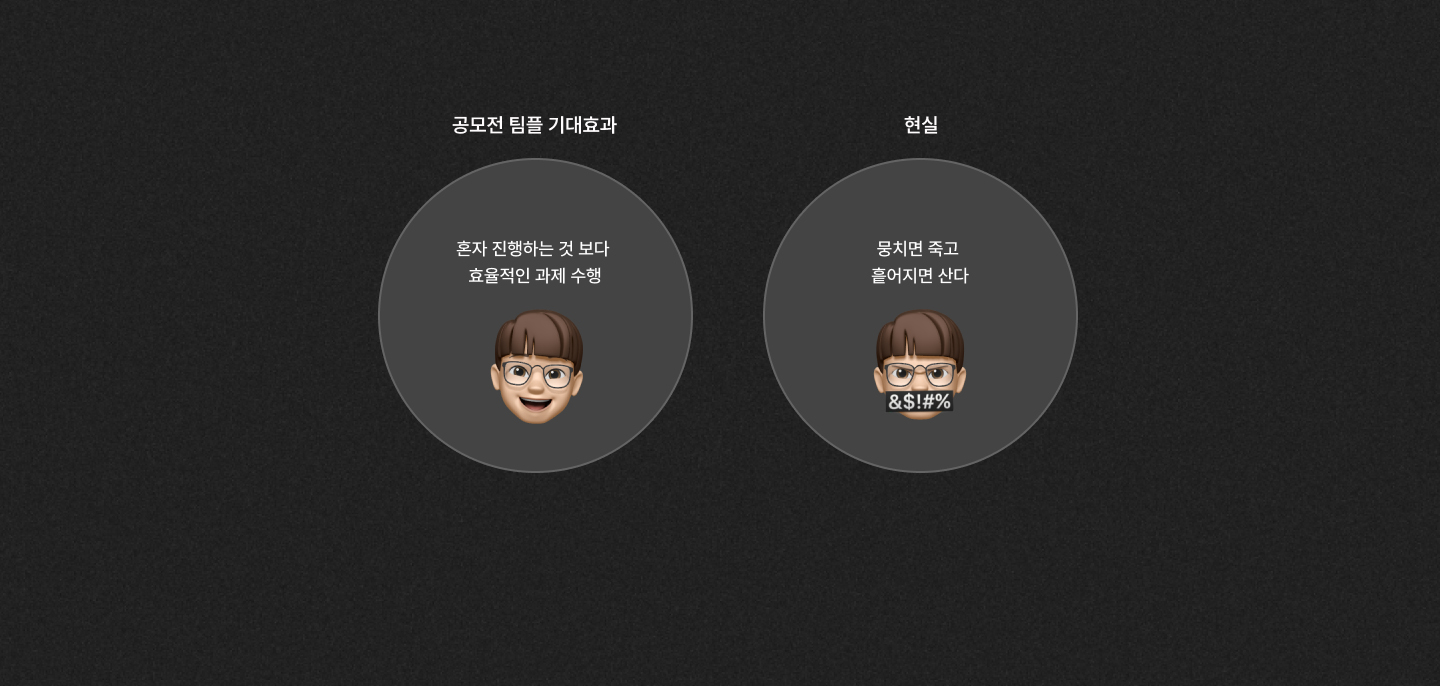 공모전 팀플 기대효과
혼자 진행하는 것 보다
효율적인 과제 수행
현실
뭉치면 죽고
흩어지면 산다
&$!#%